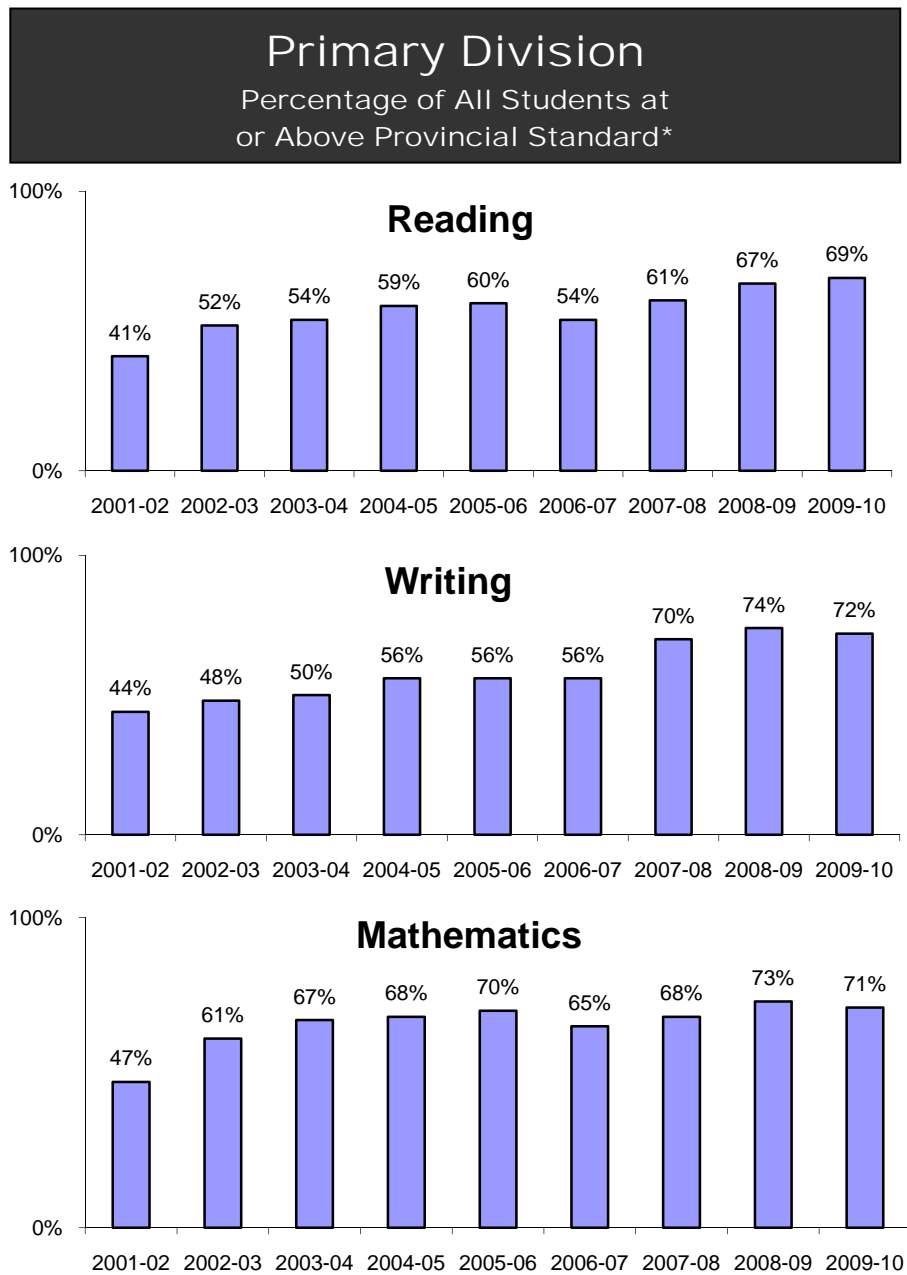 Primary Division
Percentage of All Students at
or Above Provincial Standard*
100%
Reading
41% 52% 54% 59% 60% 54% 61% 67% 69%
0%
2001-02 2002-03 2003-04 2004-05 2005-06 2006-07 2007-08 2008-09 2009-10
100%
Writing
44% 48% 50% 56% 56% 56% 70% 74% 72%
0%
2001-02 2002-03 2003-04 2004-05 2005-06 2006-07 2007-08 2008-09 2009-10
100%
Mathematics
47% 61% 67% 68% 70% 65% 68% 73% 71%
0%
2001-02 2002-03 2003-04 2004-05 2005-06 2006-07 2007-08 2008-09 2009-10